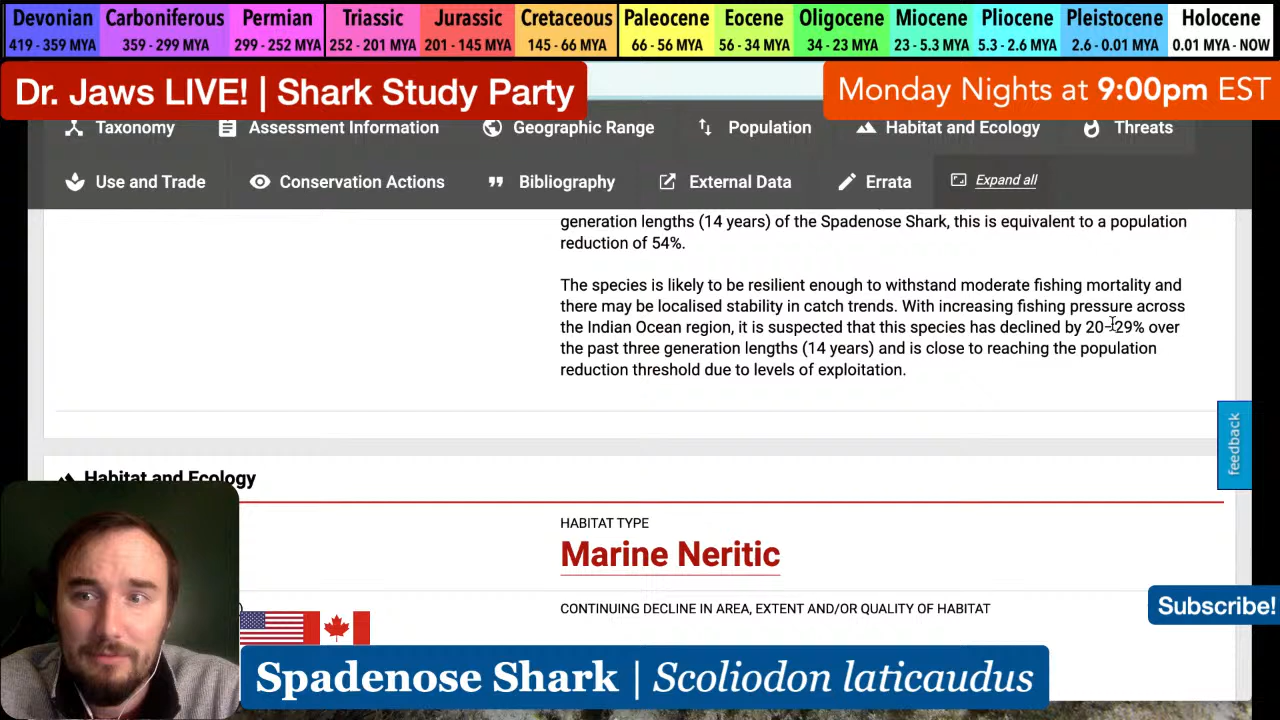 Devonian Carboniferous Permian Triassic Jurassic Cretaceous Paleocene Eocene Oligocene Miocene Pliocene Pleistocene Holocene
419 - 359 MYA 359 - 299 MYA 299 - 252 MYA 252 - 201 MYA 201 - 145 MYA 145 - 66 MYA 66 - 56 MYA 56 - 34 MYA 34 - 23 MYA 23 - 5.3 MYA 5.3 - 2.6 MYA 2.6 - 0.01 MYA 0.01 MYA - NOW
Dr. Jaws LIVE! | Shark Study Party
Monday Nights at 9:00pm EST
Taxonomy Assessment Information Geographic Range Population Habitat and Ecology Threats
Use and Trade Conservation Actions Bibliography External Data Errata Expand all
generation lengths (14 years) of the Spadenose Shark, this is equivalent to a population
reduction of 54%.
The species is likely to be resilient enough to withstand moderate fishing mortality and
there may be localised stability in catch trends. With increasing fishing pressure across
the Indian Ocean region, it is suspected that this species has declined by 20–29% over
the past three generation lengths (14 years) and is close to reaching the population
reduction threshold due to levels of exploitation.
feedback
Habitat and Ecology
HABITAT TYPE
Marine Neritic
CONTINUING DECLINE IN AREA, EXTENT AND/OR QUALITY OF HABITAT
Subscribe!
Spadenose Shark | Scoliodon laticaudus